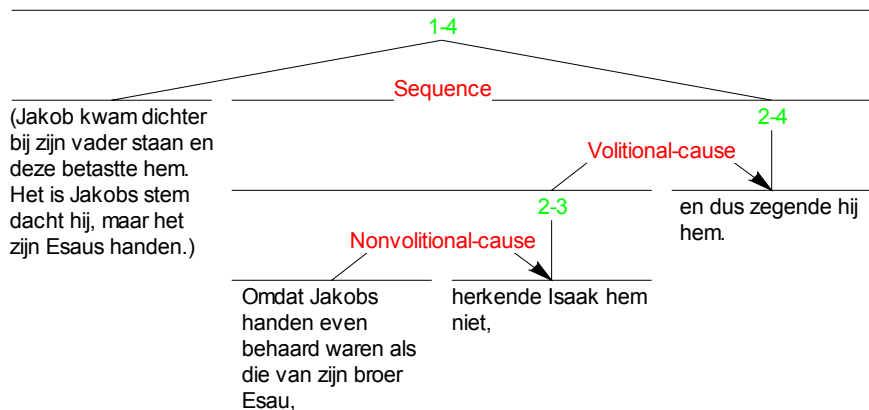 1-4
Sequence
(Jakob kwam dichter
bij zijn vader staan en
deze betastte hem.
Het is Jakobs stem
dacht hij, maar het
zijn Esaus handen.)
2-4
Volitional-cause
2-3
en dus zegende hij
hem.
Nonvolitional-cause
Omdat Jakobs
handen even
behaard waren als
die van zijn broer
Esau,
herkende Isaak hem
niet,